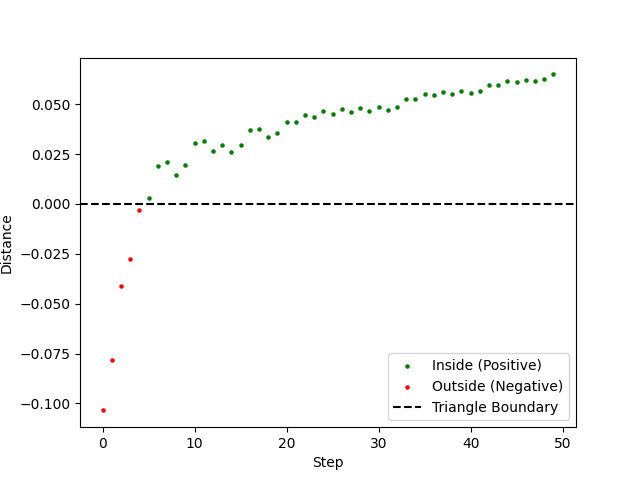 0.050
0.025
0.000
−0.025
−0.050
−0.075
−0.100
Distance
Inside (Positive)
Outside (Negative)
Triangle Boundary
0 10 20 30 40 50
Step